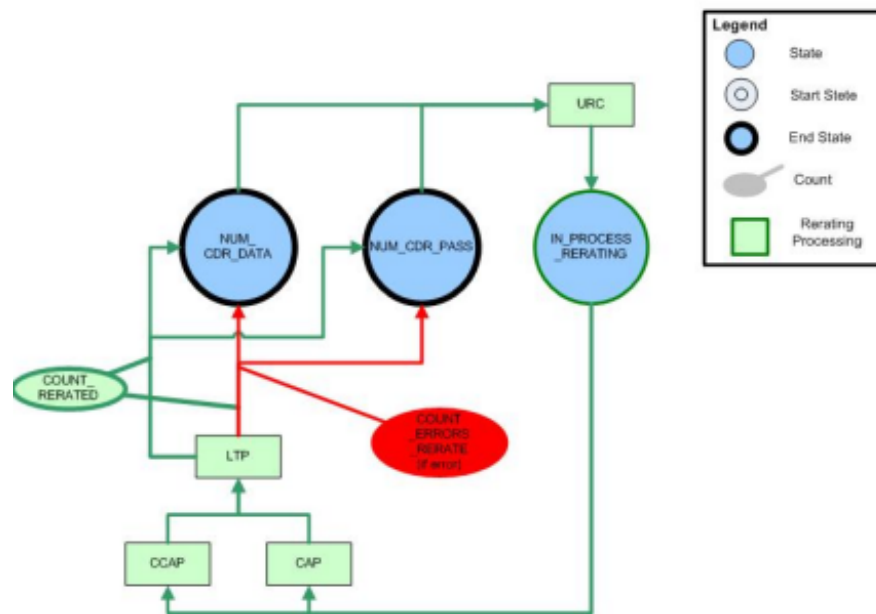 Legend
State
Start Stete
End State
Count
Rerating
Processing
URC
NUM_
CDR_DATA
NUM_CDR_PASS
IN_PROCESS
_RERATING
COUNT_
RERATED
COUNT
_ERRORS
_RERATE
(if error)
LTP
CCAP
CAP